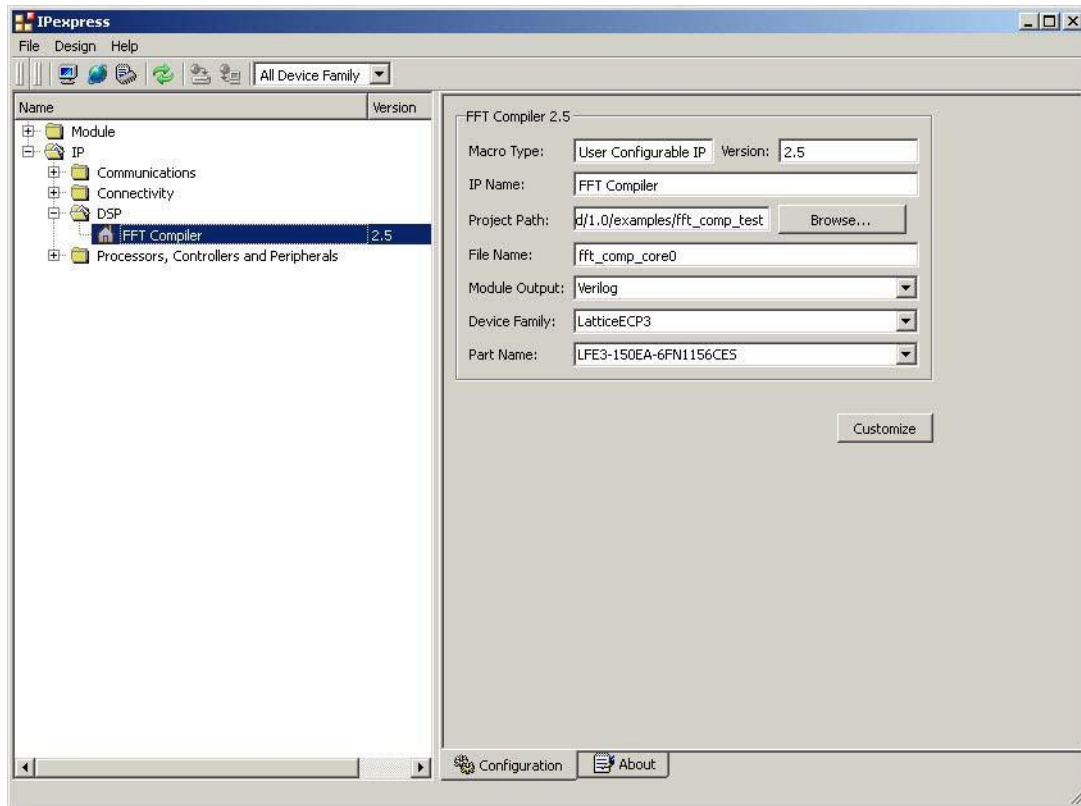 IPexpress
File Design Help
All Device Family
Name Version
Module
IP
Communications
Connectivity
DSP
FFT Compiler 2.5
Processors, Controllers and Peripherals
FFT Compiler 2.5
Macro Type: User Configurable IP Version: 2.5
IP Name: FFT Compiler
Project Path: d/1.0/examples/fft_comp_test Browse...
File Name: fft_comp_core0
Module Output: Verilog
Device Family: LatticeECP3
Part Name: LFE3-150EA-6FN1156CES
Customize
Configuration About